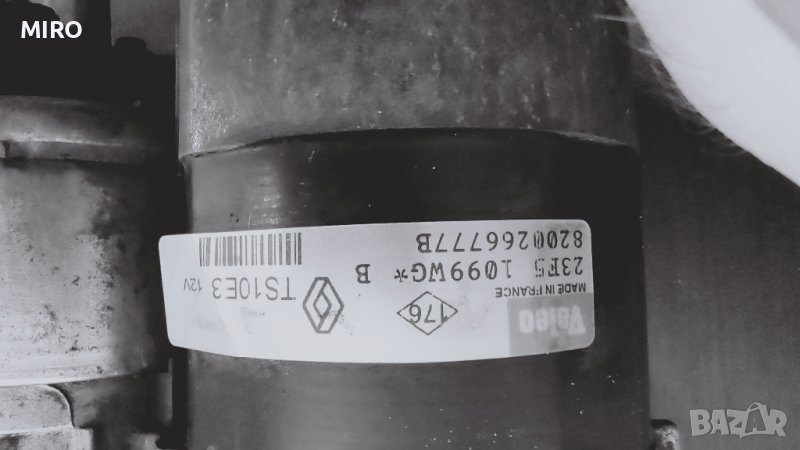 MIRO
Valeo
MADE IN FRANCE
176
TS10E3 12V
23F5 1099WG* B
8200266777B
BAZAR